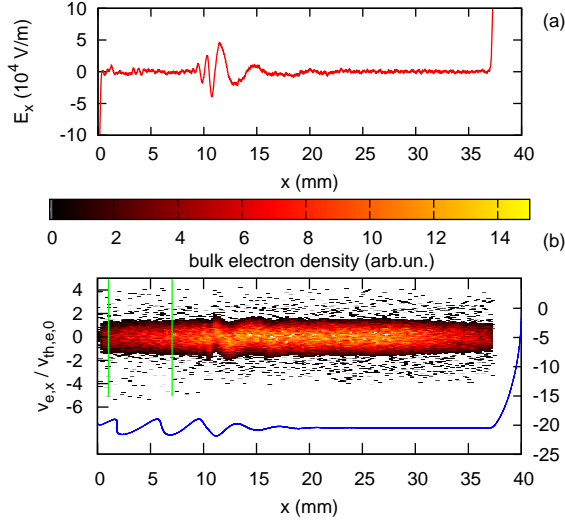 (a)
10
5
0
-5
-10
E_x (10^4 V/m)
0 5 10 15 20 25 30 35 40
x (mm)
0 2 4 6 8 10 12 14
bulk electron density (arb.un.)
(b)
4
2
0
-2
-4
-6
v_e,x / v_th,e,0
0
-5
-10
-15
-20
-25
0 5 10 15 20 25 30 35 40
x (mm)